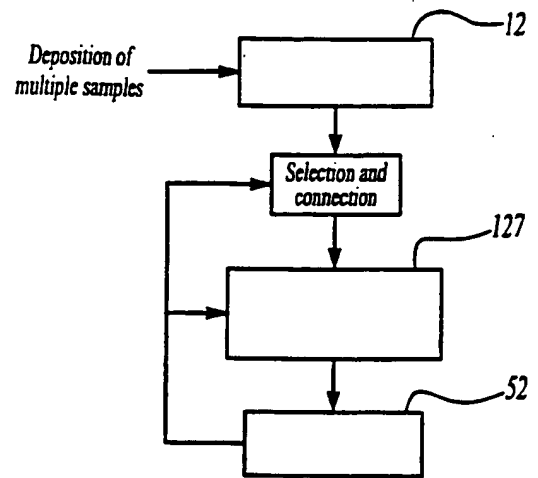 12
Deposition of
multiple samples
Selection and
connection
127
52